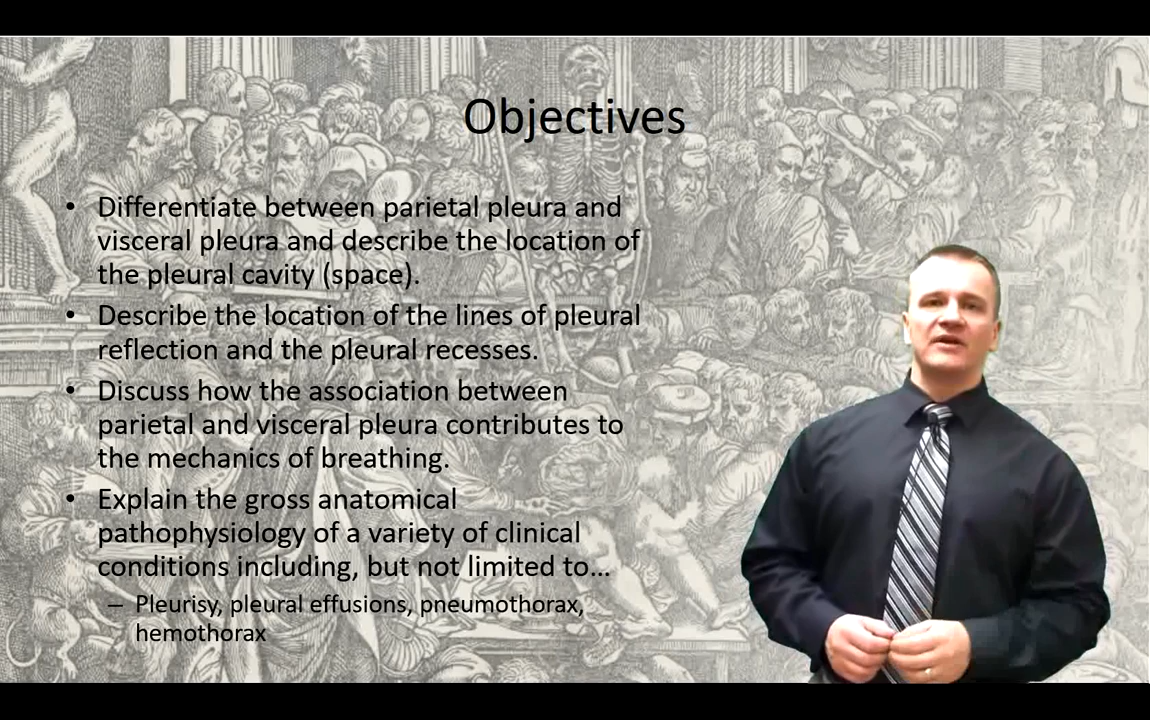 Objectives
• Differentiate between parietal pleura and
visceral pleura and describe the location of
the pleural cavity (space).
• Describe the location of the lines of pleural
reflection and the pleural recesses.
• Discuss how the association between
parietal and visceral pleura contributes to
the mechanics of breathing.
• Explain the gross anatomical
pathophysiology of a variety of clinical
conditions including, but not limited to...
– Pleurisy, pleural effusions, pneumothorax,
hemothorax